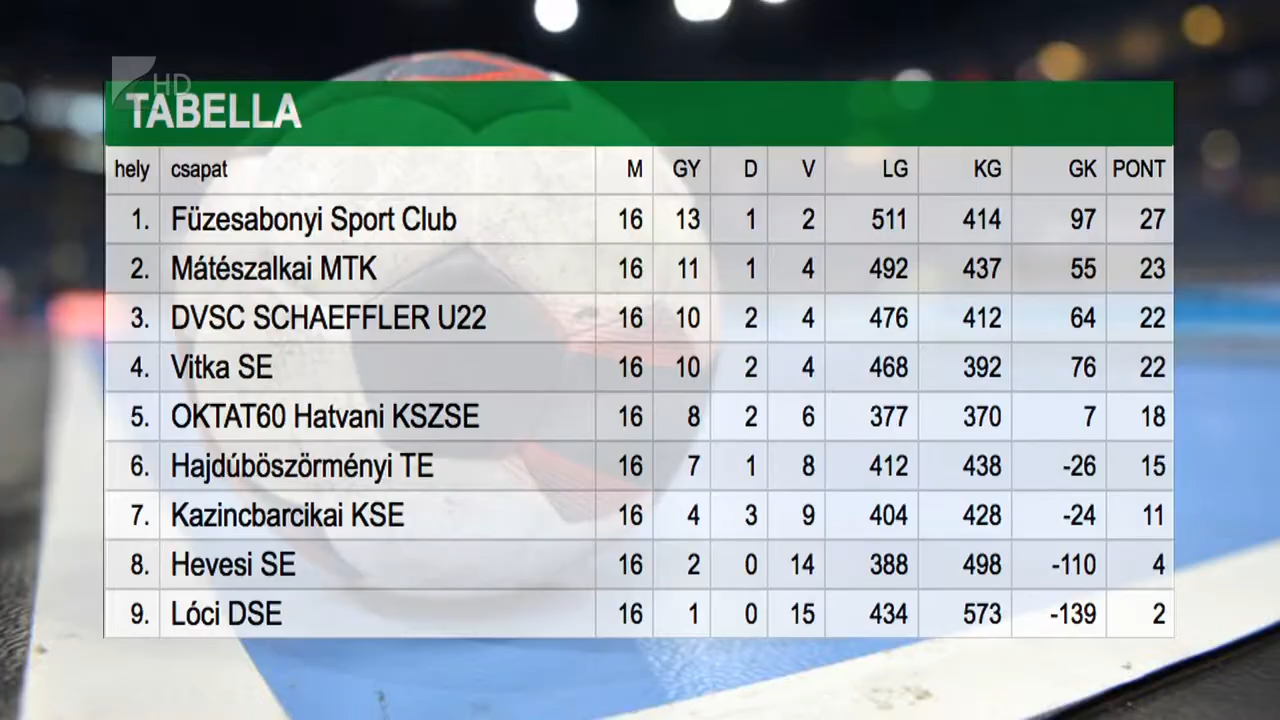 HD
TABELLA
hely csapat M GY D V LG KG GK PONT
1. Füzesabonyi Sport Club 16 13 1 2 511 414 97 27
2. Mátészalkai MTK 16 11 1 4 492 437 55 23
3. DVSC SCHAEFFLER U22 16 10 2 4 476 412 64 22
4. Vitka SE 16 10 2 4 468 392 76 22
5. OKTAT60 Hatvani KSZSE 16 8 2 6 377 370 7 18
6. Hajdúböszörményi TE 16 7 1 8 412 438 -26 15
7. Kazincbarcikai KSE 16 4 3 9 404 428 -24 11
8. Hevesi SE 16 2 0 14 388 498 -110 4
9. Lóci DSE 16 1 0 15 434 573 -139 2